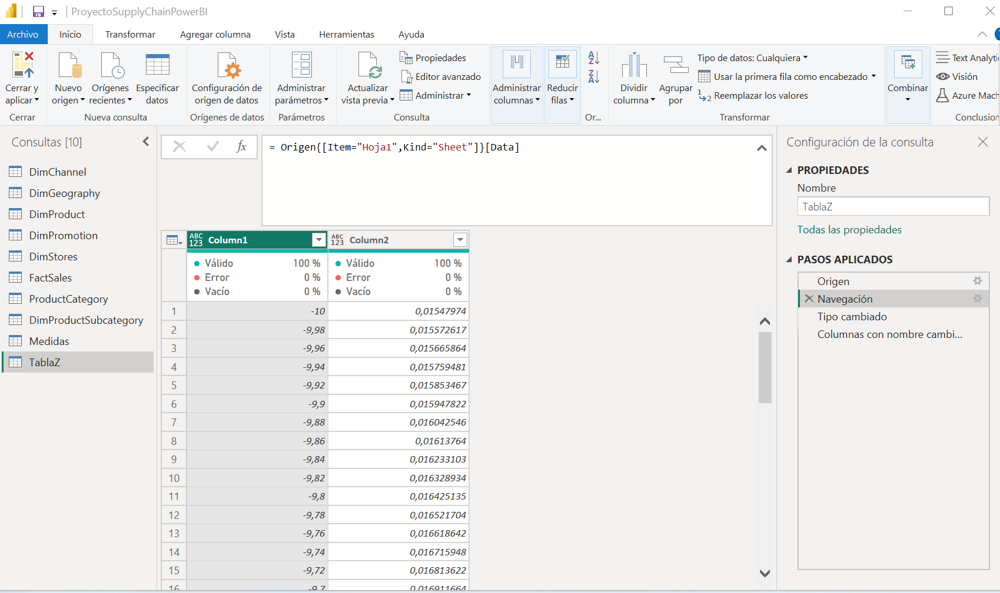 ProyectoSupplyChainPowerBI
Archivo Inicio Transformar Agregar columna Vista Herramientas Ayuda
Cerrar y aplicar
Cerrar
Nuevo origen
Orígenes recientes
Especificar datos
Nueva consulta
Configuración de origen de datos
Orígenes de datos
Administrar parámetros
Parámetros
Actualizar vista previa
Propiedades
Editor avanzado
Administrar
Consulta
Administrar columnas
Reducir filas
A Z
Z A
Or...
Dividir columna
Agrupar por
Tipo de datos: Cualquiera
Usar la primera fila como encabezado
1 2 Reemplazar los valores
Transformar
Combinar
Text Analyti
Visión
Azure Mach
Conclusion
Consultas [10]
DimChannel
DimGeography
DimProduct
DimPromotion
DimStores
FactSales
ProductCategory
DimProductSubcategory
Medidas
TablaZ
fx = Origen{[Item="Hoja1",Kind="Sheet"]}[Data]
ABC 123 Column1 ABC 123 Column2
Válido 100 % Válido 100 %
Error 0 % Error 0 %
Vacío 0 % Vacío 0 %
1 -10 0,01547974
2 -9,98 0,015572617
3 -9,96 0,015665864
4 -9,94 0,015759481
5 -9,92 0,015853467
6 -9,9 0,015947822
7 -9,88 0,016042546
8 -9,86 0,01613764
9 -9,84 0,016233103
10 -9,82 0,016328934
11 -9,8 0,016425135
12 -9,78 0,016521704
13 -9,76 0,016618642
14 -9,74 0,016715948
15 -9,72 0,016813622
16 -9,7 0,016911664
Configuración de la consulta
PROPIEDADES
Nombre
TablaZ
Todas las propiedades
PASOS APLICADOS
Origen
Navegación
Tipo cambiado
Columnas con nombre cambi...